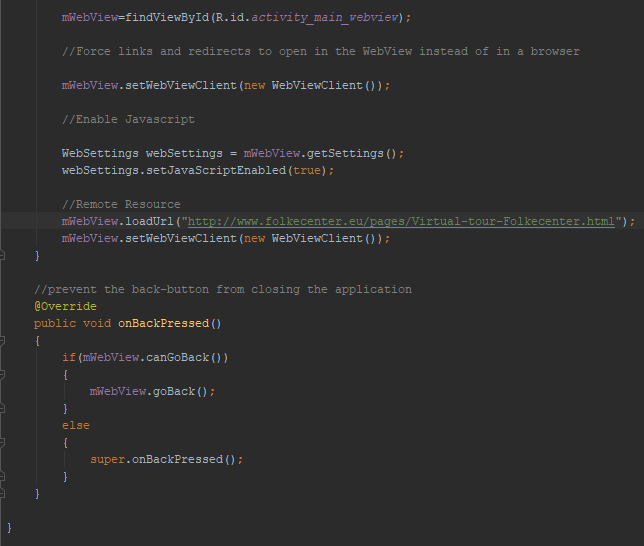 mWebView=findViewById(R.id.activity_main_webview);
//Force links and redirects to open in the WebView instead of in a browser
mWebView.setWebViewClient(new WebViewClient());
//Enable Javascript
WebSettings webSettings = mWebView.getSettings();
webSettings.setJavaScriptEnabled(true);
//Remote Resource
mWebView.loadUrl("http://www.folkecenter.eu/pages/Virtual-tour-Folkecenter.html");
mWebView.setWebViewClient(new WebViewClient());
}
//prevent the back-button from closing the application
@Override
public void onBackPressed()
{
if(mWebView.canGoBack())
{
mWebView.goBack();
}
else
{
super.onBackPressed();
}
}
}